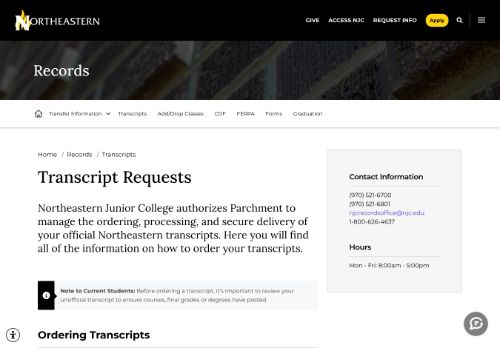 NORTHEASTERN
GIVE ACCESS NJC REQUEST INFO Apply
Records
Transfer Information Transcripts Add/Drop Classes COF FERPA Forms Graduation
Home / Records / Transcripts
Transcript Requests
Northeastern Junior College authorizes Parchment to
manage the ordering, processing, and secure delivery of
your official Northeastern transcripts. Here you will find
all of the information on how to order your transcripts.
Note to Current Students: Before ordering a transcript, it's important to review your
unofficial transcript to ensure courses, final grades or degrees have posted.
Ordering Transcripts
Contact Information
(970) 521-6700
(970) 521-6801
njcrecordsoffice@njc.edu
1-800-626-4637
Hours
Mon - Fri: 8:00am - 5:00pm